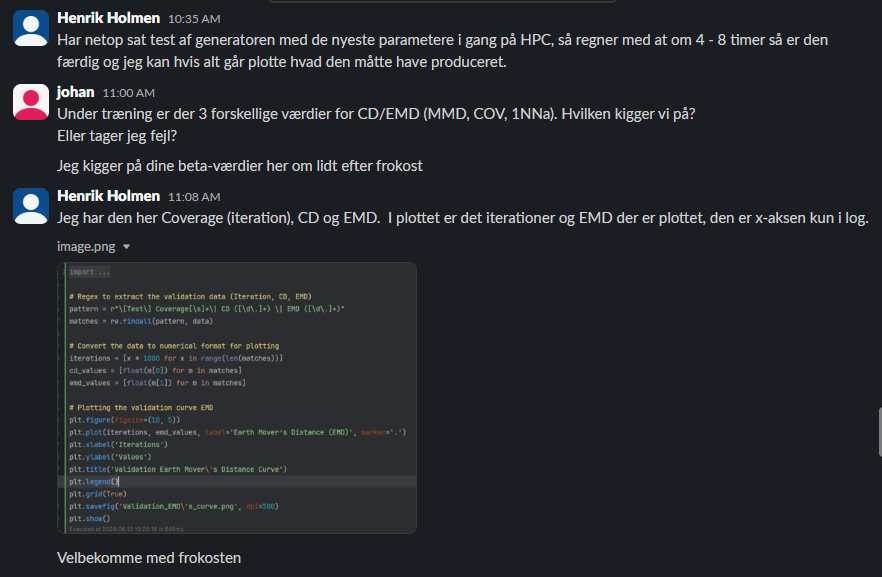 Henrik Holmen 10:35 AM
Har netop sat test af generatoren med de nyeste parametere i gang på HPC, så regner med at om 4 - 8 timer så er den
færdig og jeg kan hvis alt går plotte hvad den måtte have produceret.
johan 11:00 AM
Under træning er der 3 forskellige værdier for CD/EMD (MMD, COV, 1NNa). Hvilken kigger vi på?
Eller tager jeg fejl?
Jeg kigger på dine beta-værdier her om lidt efter frokost
Henrik Holmen 11:08 AM
Jeg har den her Coverage (iteration), CD og EMD. I plottet er det iterationer og EMD der er plottet, den er x-aksen kun i log.
image.png
import ...
# Regex to extract the validation data (Iteration, CD, EMD)
pattern = r"\[Test\] Coverage[\s]+\| CD ([\d\.]+) \| EMD ([\d\.]+)"
matches = re.findall(pattern, data)
# Convert the data to numerical format for plotting
iterations = [x * 1000 for x in range(len(matches))]
cd_values = [float(m[0]) for m in matches]
emd_values = [float(m[1]) for m in matches]
# Plotting the validation curve EMD
plt.figure(figsize=(10, 5))
plt.plot(iterations, emd_values, label='Earth Mover's Distance (EMD)', marker='.')
plt.xlabel('Iterations')
plt.ylabel('Values')
plt.title('Validation Earth Mover\'s Distance Curve')
plt.legend()
plt.grid(True)
plt.savefig('Validation_EMD\'s_curve.png', dpi=500)
plt.show()
Executed at 2024.06.12 10:20:16 in 840ms
Velbekomme med frokosten